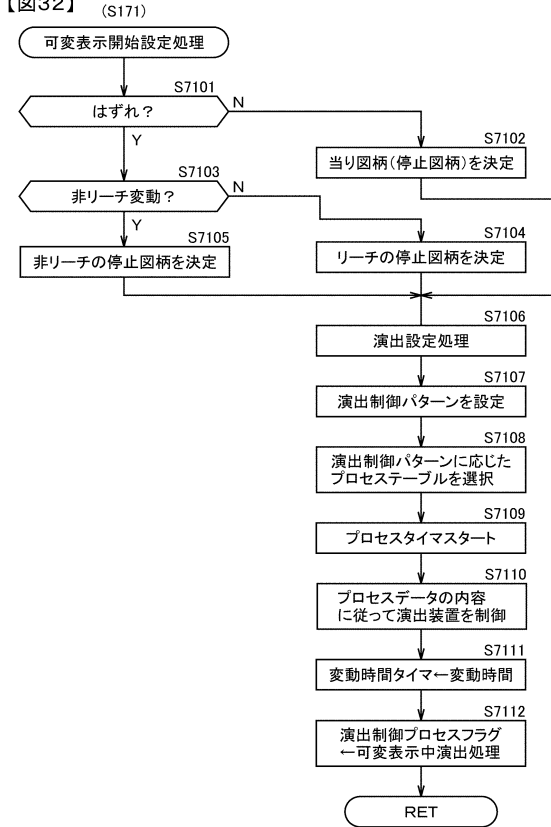 【図32】
(S171)
可変表示開始設定処理
S7101
はずれ?
N
Y
S7102
当り図柄(停止図柄)を決定
S7103
非リーチ変動?
N
Y
S7104
リーチの停止図柄を決定
S7105
非リーチの停止図柄を決定
S7106
演出設定処理
S7107
演出制御パターンを設定
S7108
演出制御パターンに応じた
プロセステーブルを選択
S7109
プロセスタイマスタート
S7110
プロセスデータの内容
に従って演出装置を制御
S7111
変動時間タイマ←変動時間
S7112
演出制御プロセスフラグ
←可変表示中演出処理
RET